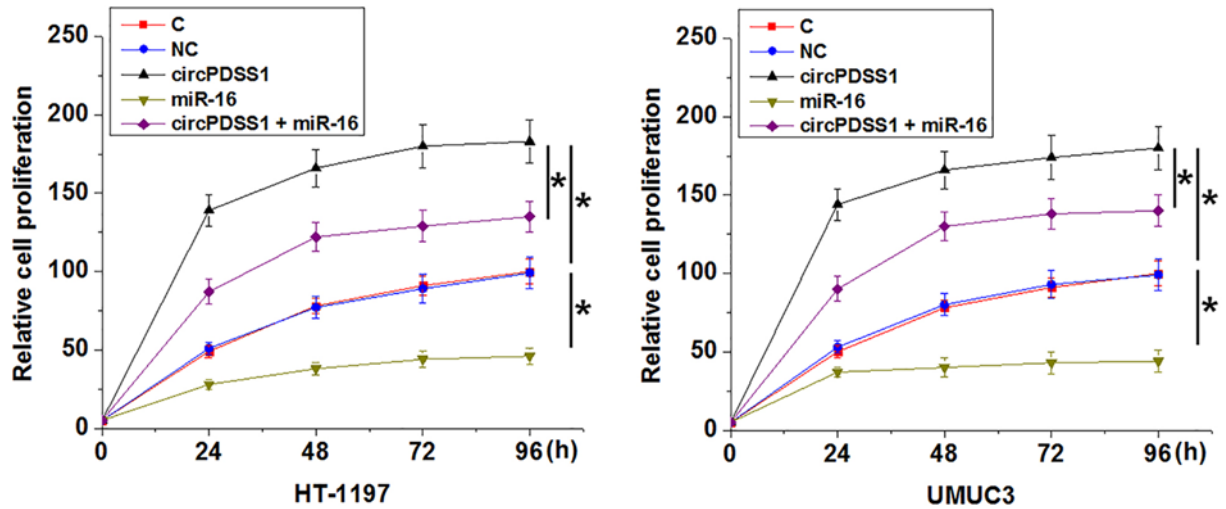 C
NC
circPDSS1
miR-16
circPDSS1 + miR-16
Relative cell proliferation
250
200
150
100
50
0
*
*
*
0 24 48 72 96 (h)
HT-1197
C
NC
circPDSS1
miR-16
circPDSS1 + miR-16
Relative cell proliferation
250
200
150
100
50
0
*
*
*
0 24 48 72 96 (h)
UMUC3